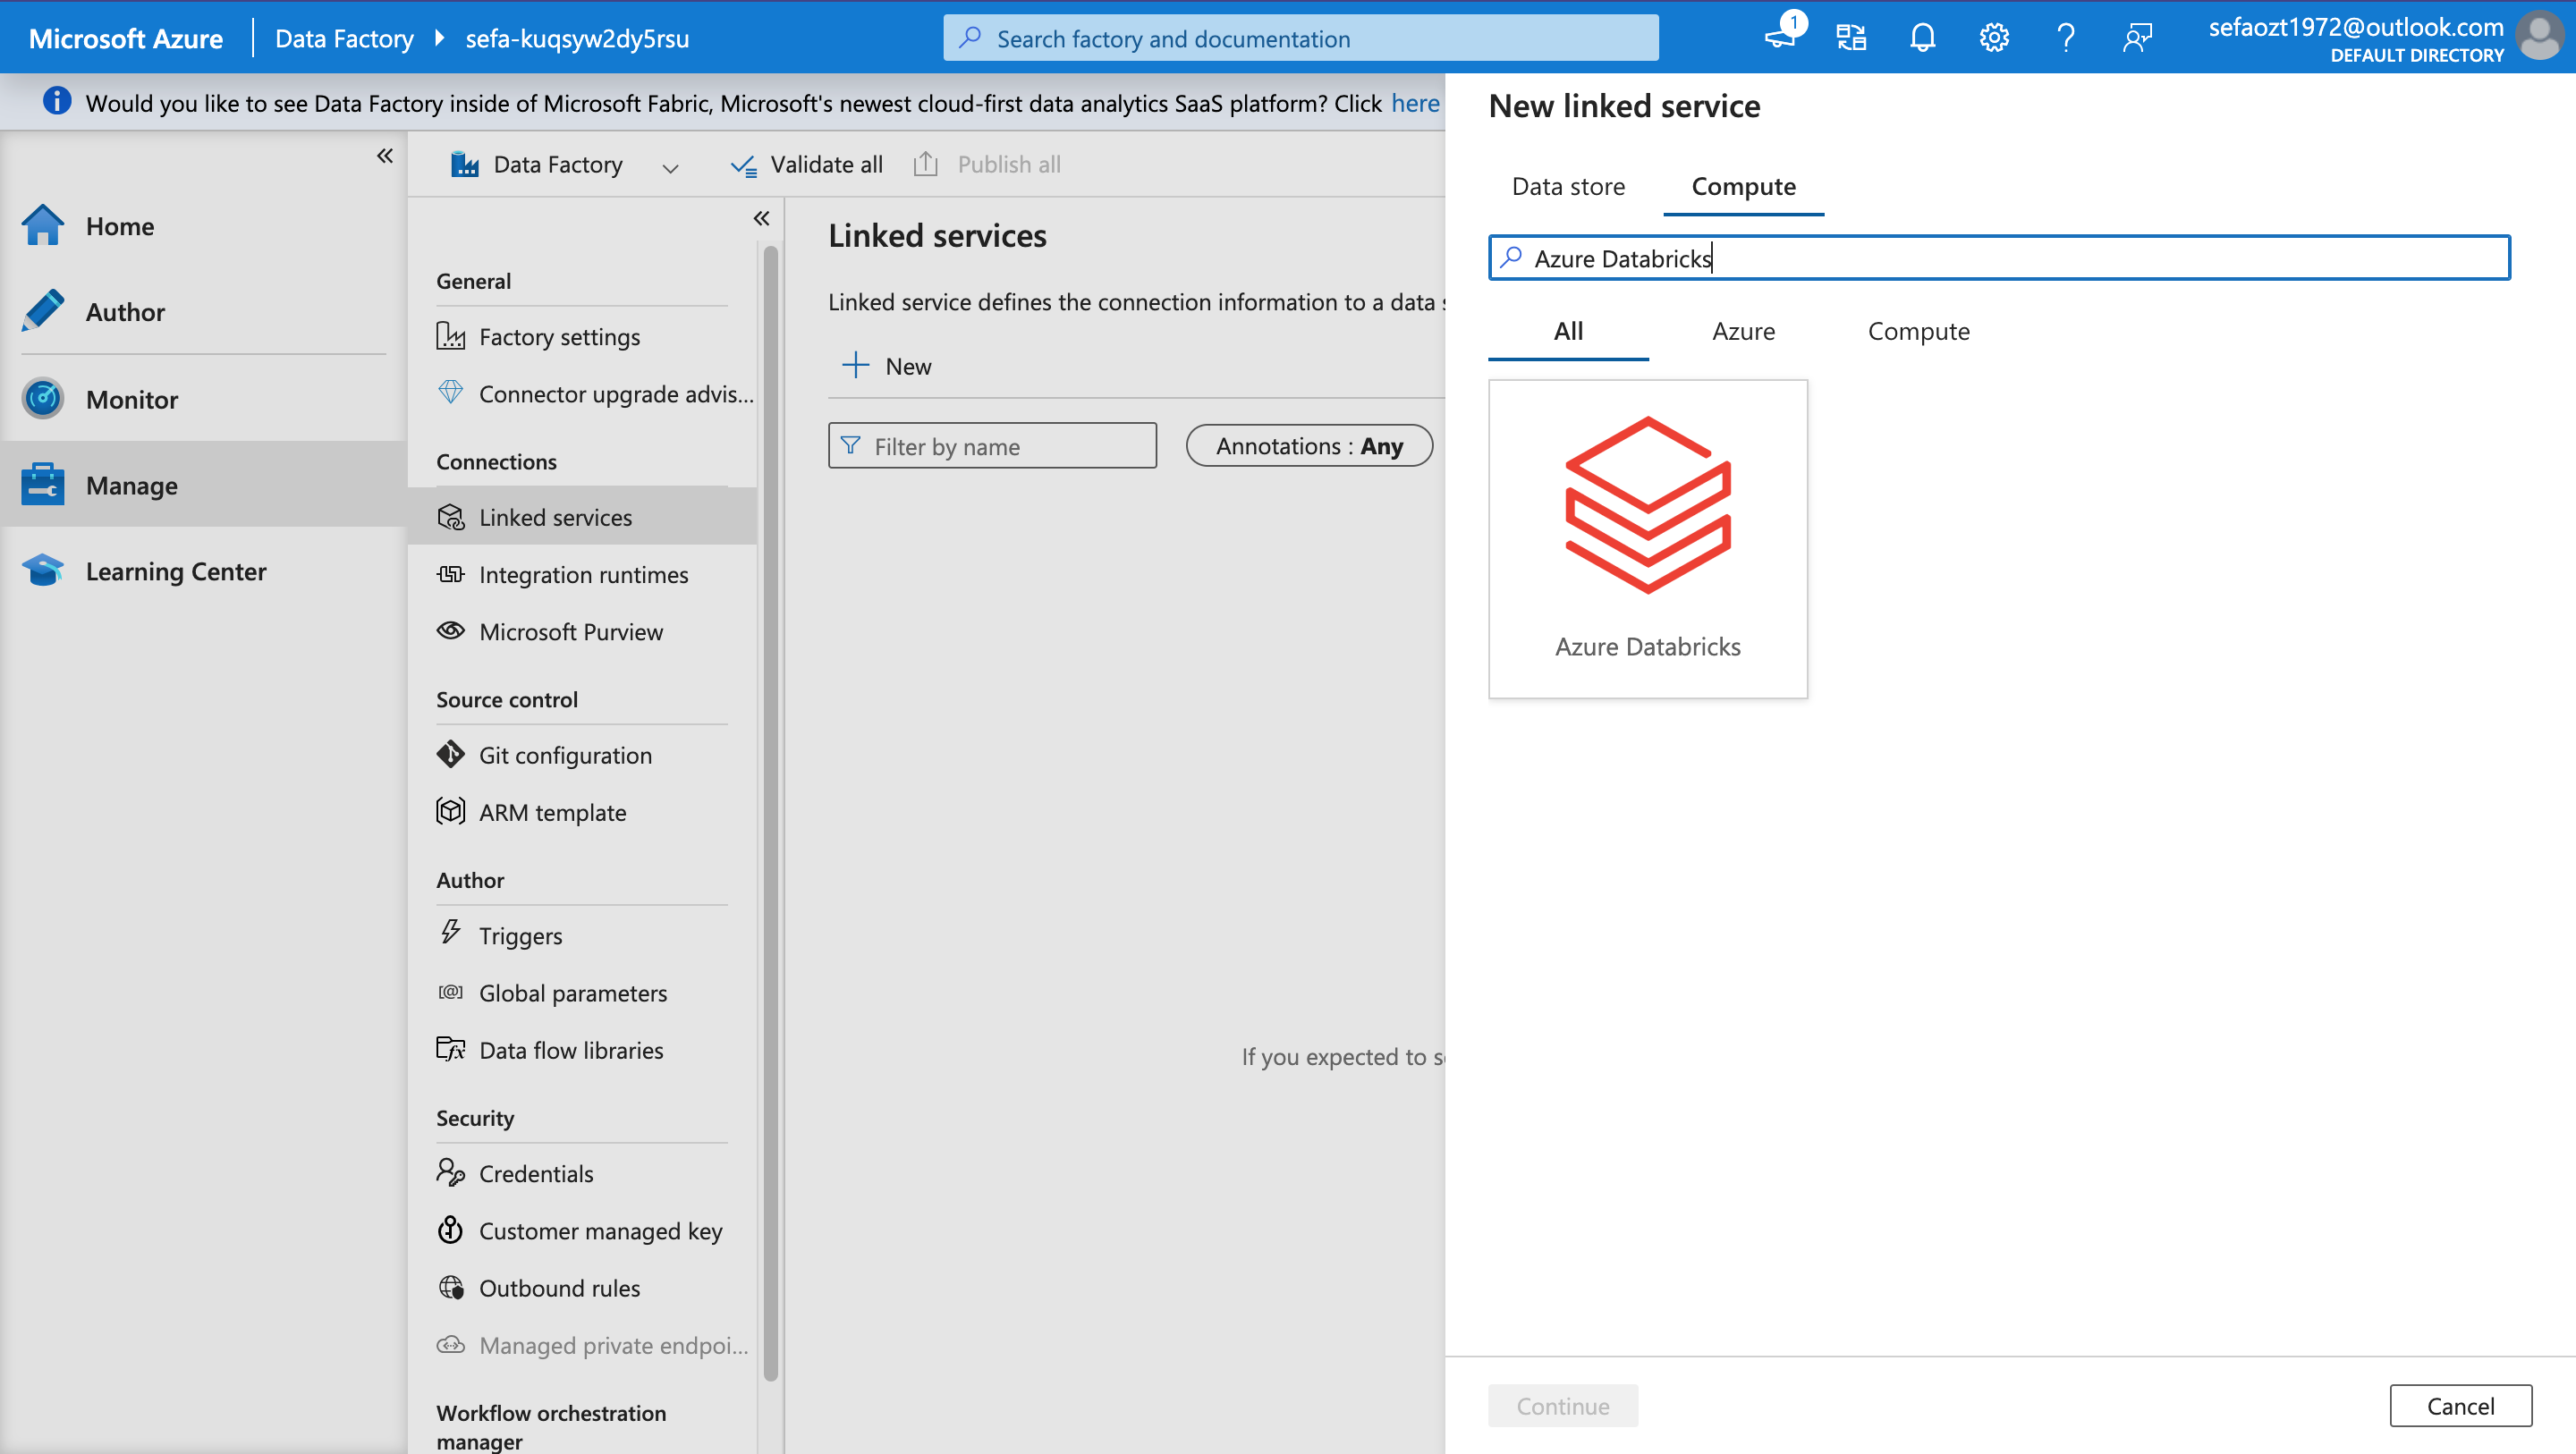 Microsoft Azure
Data Factory
sefa-kuqsyw2dy5rsu
Search factory and documentation
1
sefaozt1972@outlook.com
DEFAULT DIRECTORY
Would you like to see Data Factory inside of Microsoft Fabric, Microsoft's newest cloud-first data analytics SaaS platform? Click here
Home
Author
Monitor
Manage
Learning Center
Data Factory
Validate all
Publish all
General
Factory settings
Connector upgrade advis...
Connections
Linked services
Integration runtimes
Microsoft Purview
Source control
Git configuration
ARM template
Author
Triggers
Global parameters
Data flow libraries
Security
Credentials
Customer managed key
Outbound rules
Managed private endpoi...
Workflow orchestration
manager
Linked services
Linked service defines the connection information to a data
New
Filter by name
Annotations : Any
If you expected to
New linked service
Data store
Compute
Azure Databricks
All
Azure
Compute
Azure Databricks
Continue
Cancel